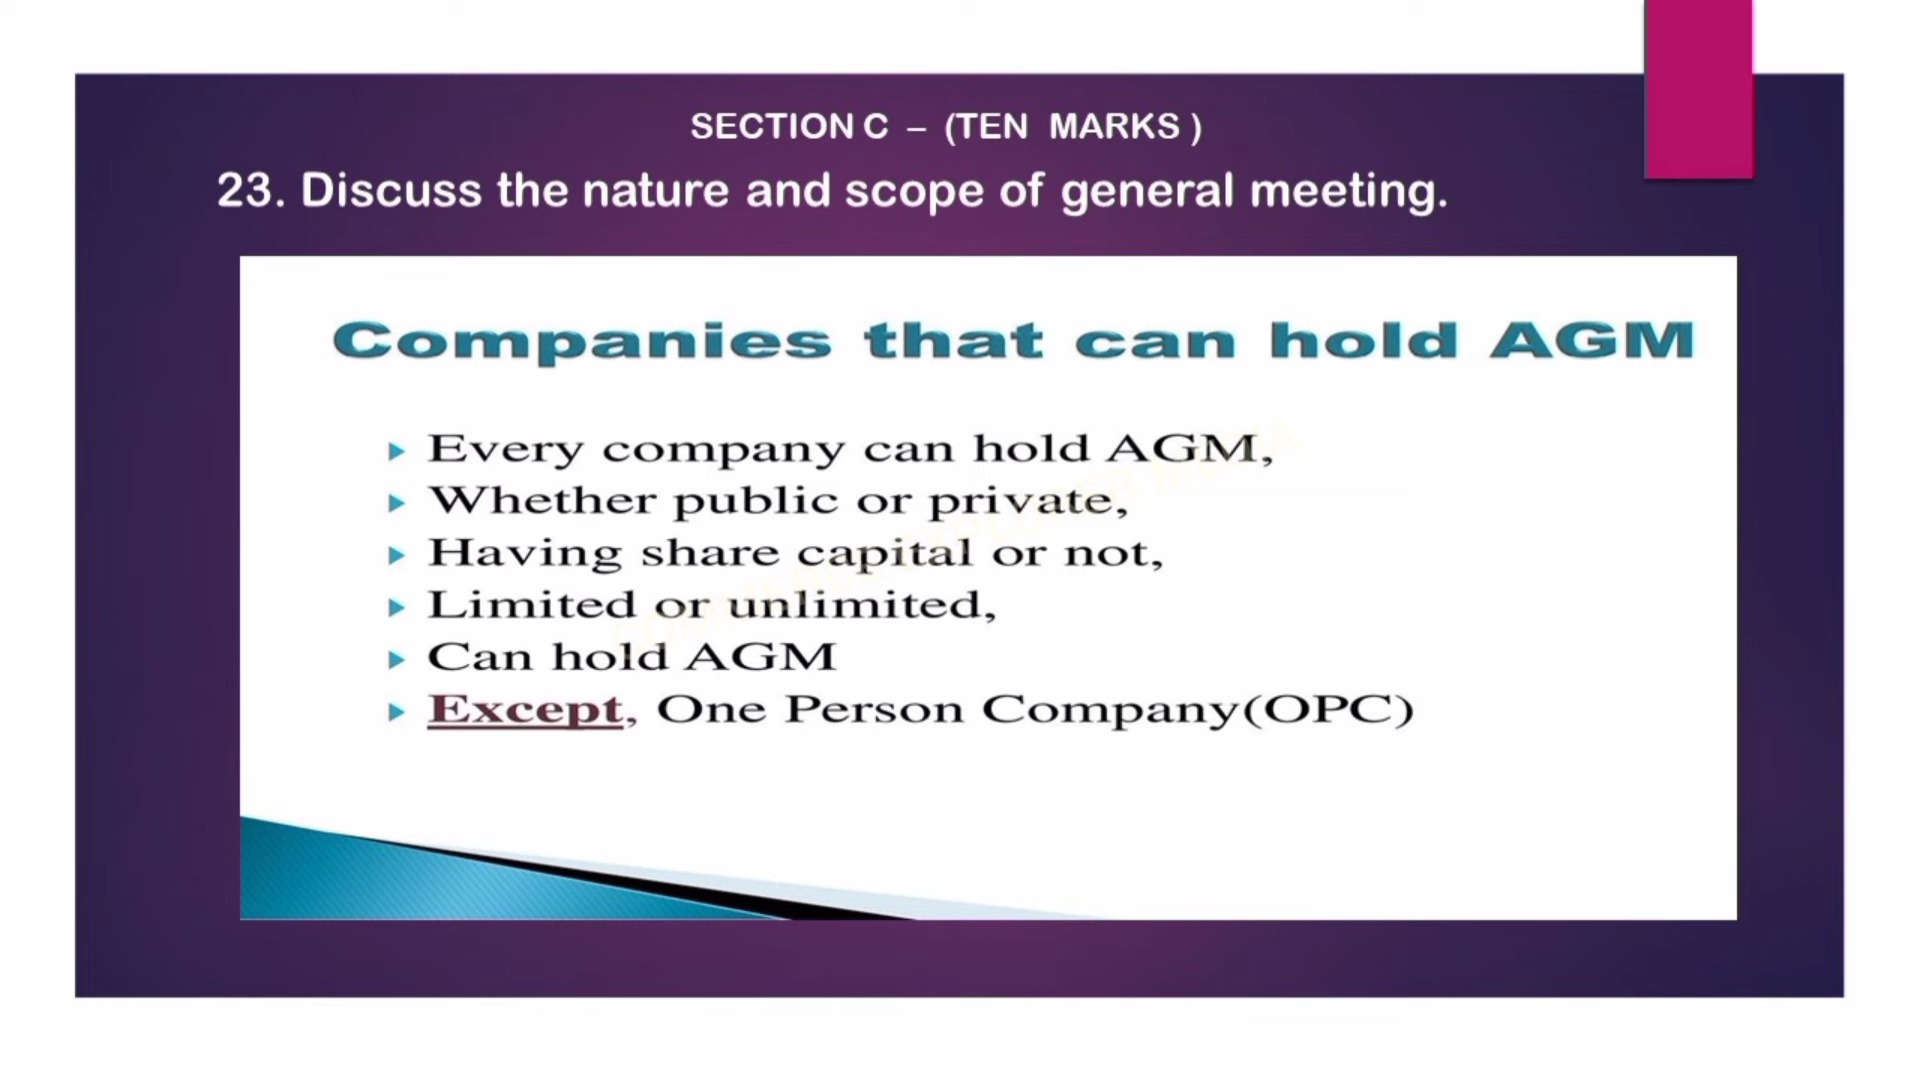 SECTION C – (TEN MARKS )
23. Discuss the nature and scope of general meeting.
Companies that can hold AGM
Every company can hold AGM,
Whether public or private,
Having share capital or not,
Limited or unlimited,
Can hold AGM
Except, One Person Company(OPC)